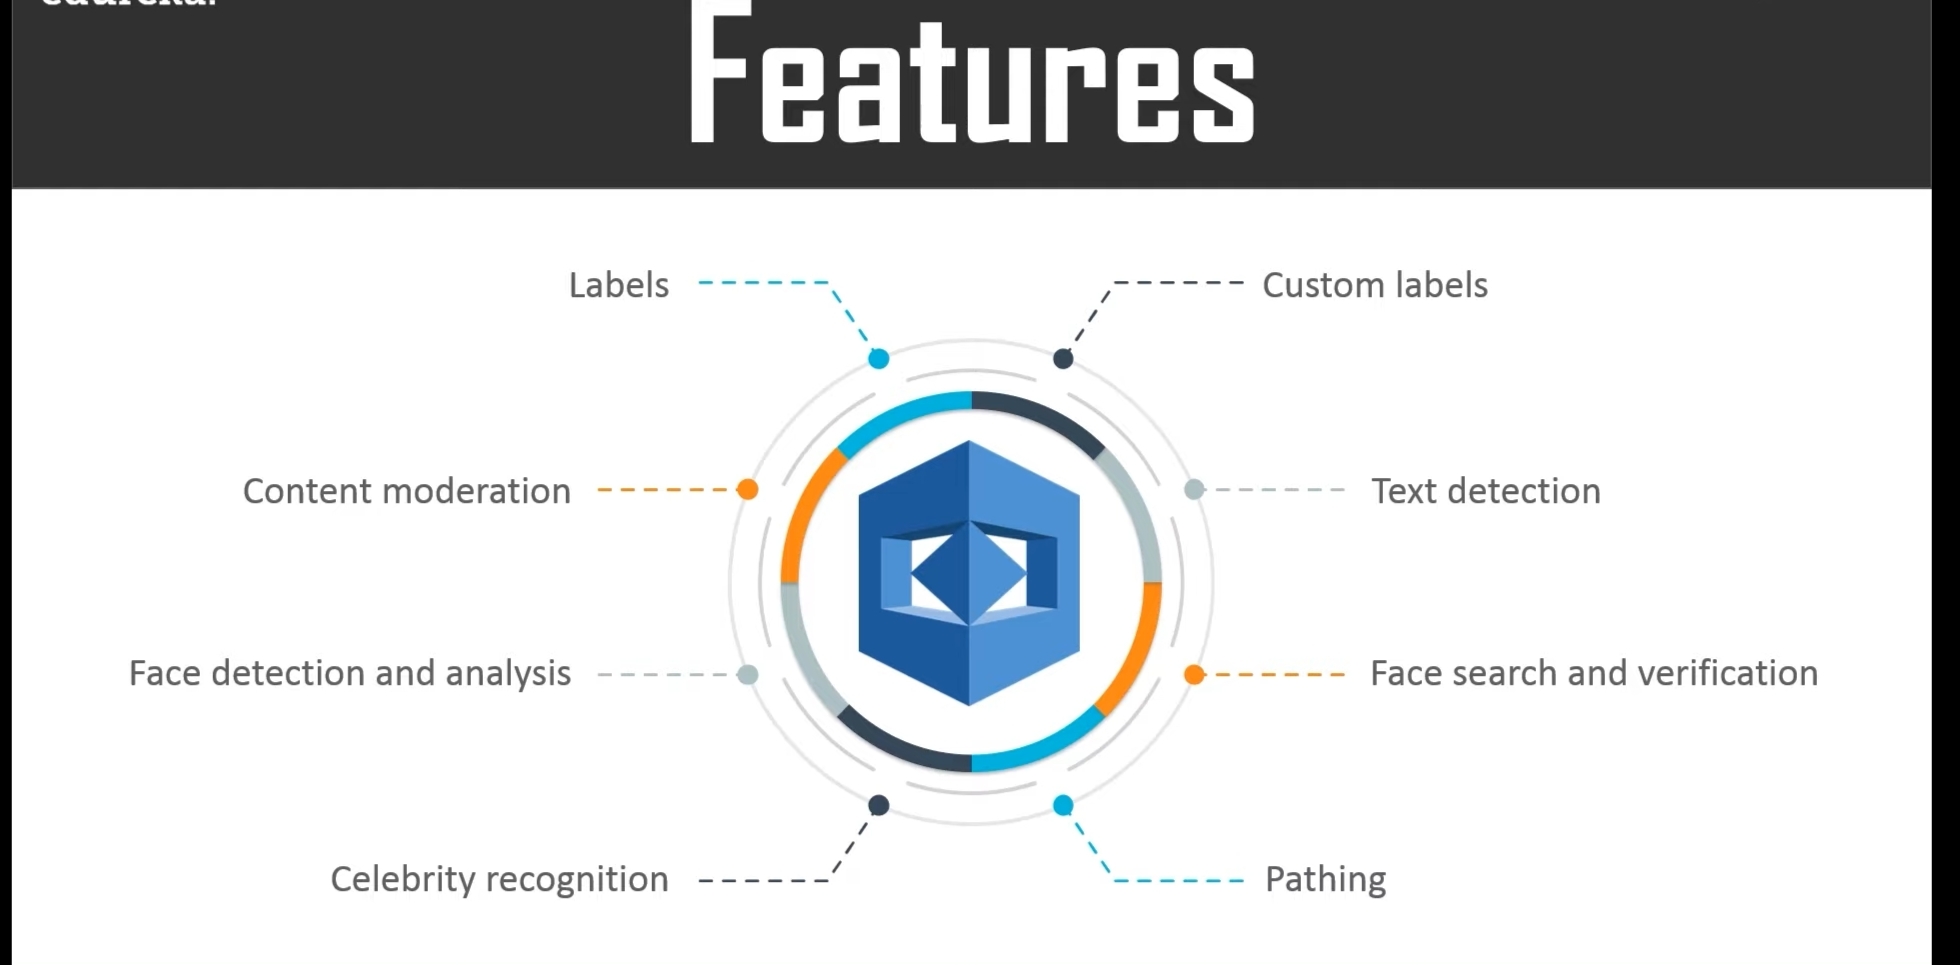 edureka!
Features
Labels
Custom labels
Content moderation
Text detection
Face detection and analysis
Face search and verification
Celebrity recognition
Pathing